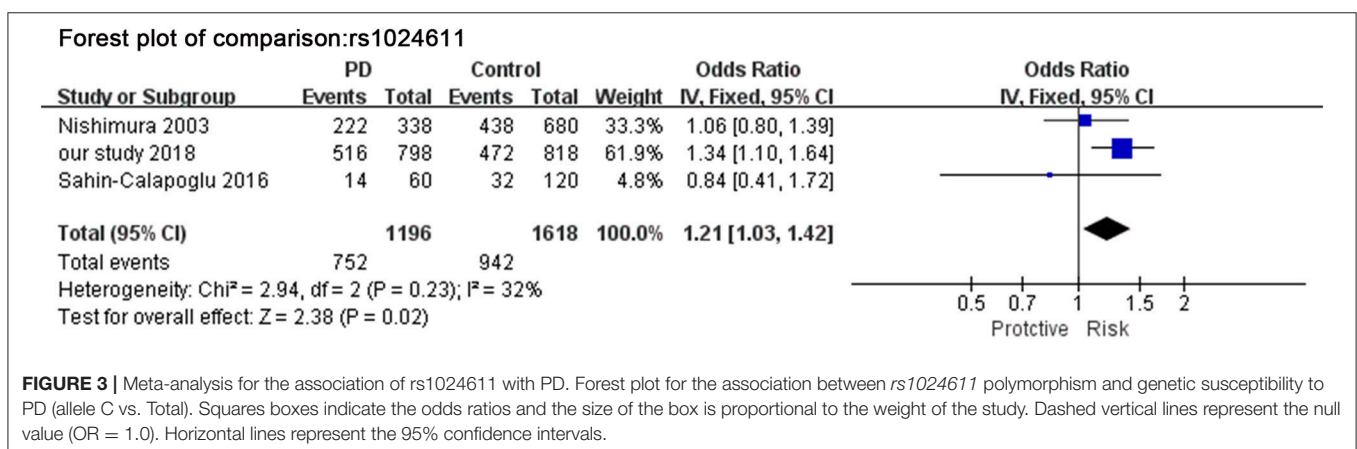 Forest plot of comparison:rs1024611
PD Control Odds Ratio Odds Ratio
Study or Subgroup Events Total Events Total Weight IV, Fixed, 95% CI IV, Fixed, 95% CI
Nishimura 2003 222 338 438 680 33.3% 1.06 [0.80, 1.39]
our study 2018 516 798 472 818 61.9% 1.34 [1.10, 1.64]
Sahin-Calapoglu 2016 14 60 32 120 4.8% 0.84 [0.41, 1.72]
Total (95% CI) 1196 1618 100.0% 1.21 [1.03, 1.42]
Total events 752 942
Heterogeneity: Chi² = 2.94, df = 2 (P = 0.23); I² = 32%
Test for overall effect: Z = 2.38 (P = 0.02)
0.5 0.7 1 1.5 2
Protctive Risk
FIGURE 3 | Meta-analysis for the association of rs1024611 with PD. Forest plot for the association between rs1024611 polymorphism and genetic susceptibility to
PD (allele C vs. Total). Squares boxes indicate the odds ratios and the size of the box is proportional to the weight of the study. Dashed vertical lines represent the null
value (OR = 1.0). Horizontal lines represent the 95% confidence intervals.